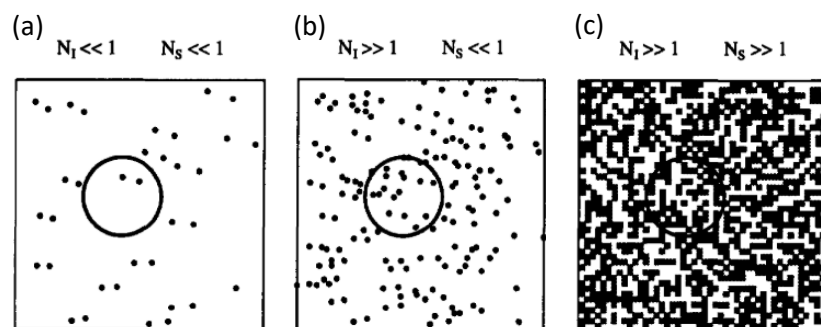 (a) (b) (c)
N_I << 1 N_S << 1 N_I >> 1 N_S << 1 N_I >> 1 N_S >> 1